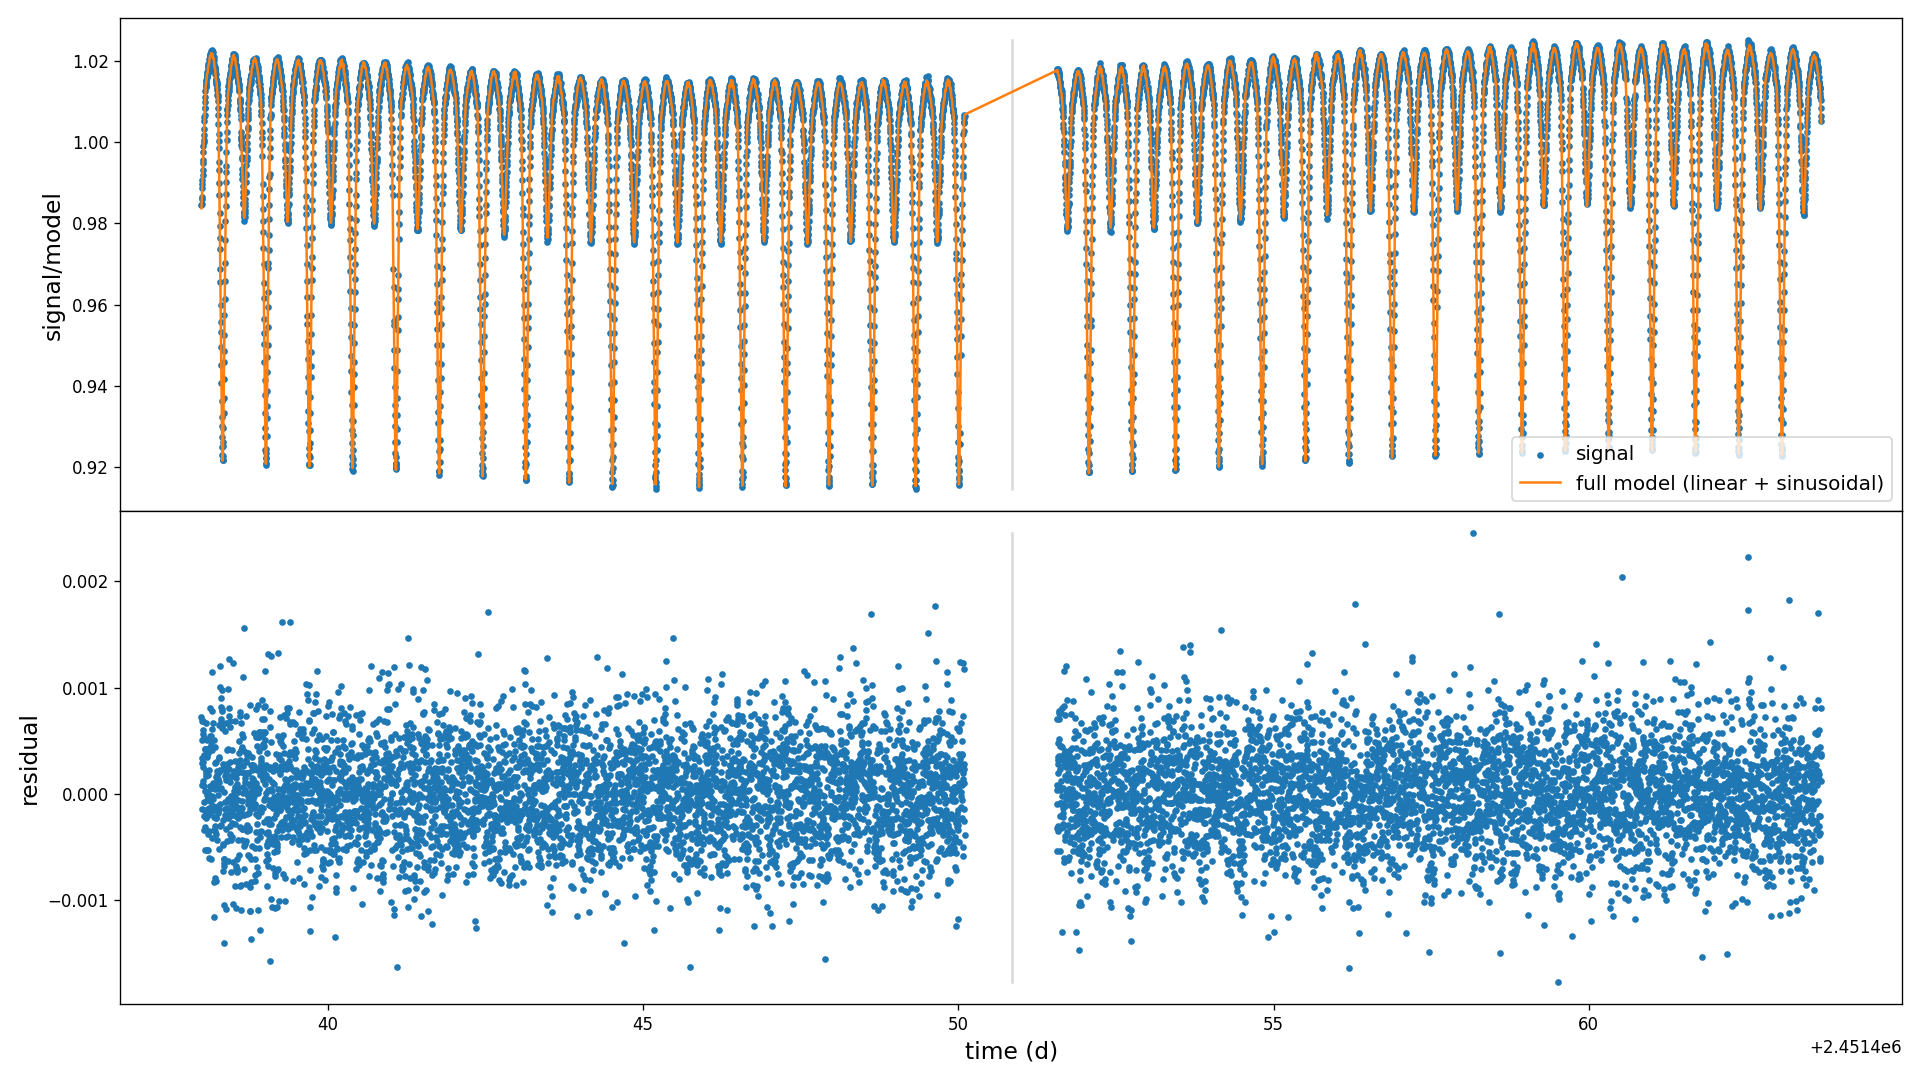 1.02
1.00
0.98
0.96
0.94
0.92
signal/model
signal
full model (linear + sinusoidal)
0.002
0.001
0.000
−0.001
residual
40
45
50
55
60
time (d)
+2.4514e6